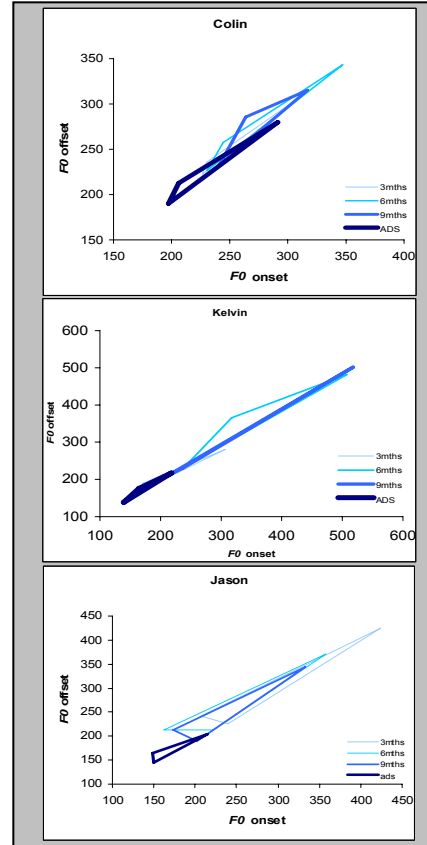 Colin
350
300
250
200
150
150 200 250 300 350 400
F0 offset
F0 onset
3mths
6mths
9mths
ADS
Kelvin
600
500
400
300
200
100
100 200 300 400 500 600
F0 offset
F0 onset
3mths
6mths
9mths
ADS
Jason
450
400
350
300
250
200
150
100
100 150 200 250 300 350 400 450
F0 offset
F0 onset
3mths
6mths
9mths
ads